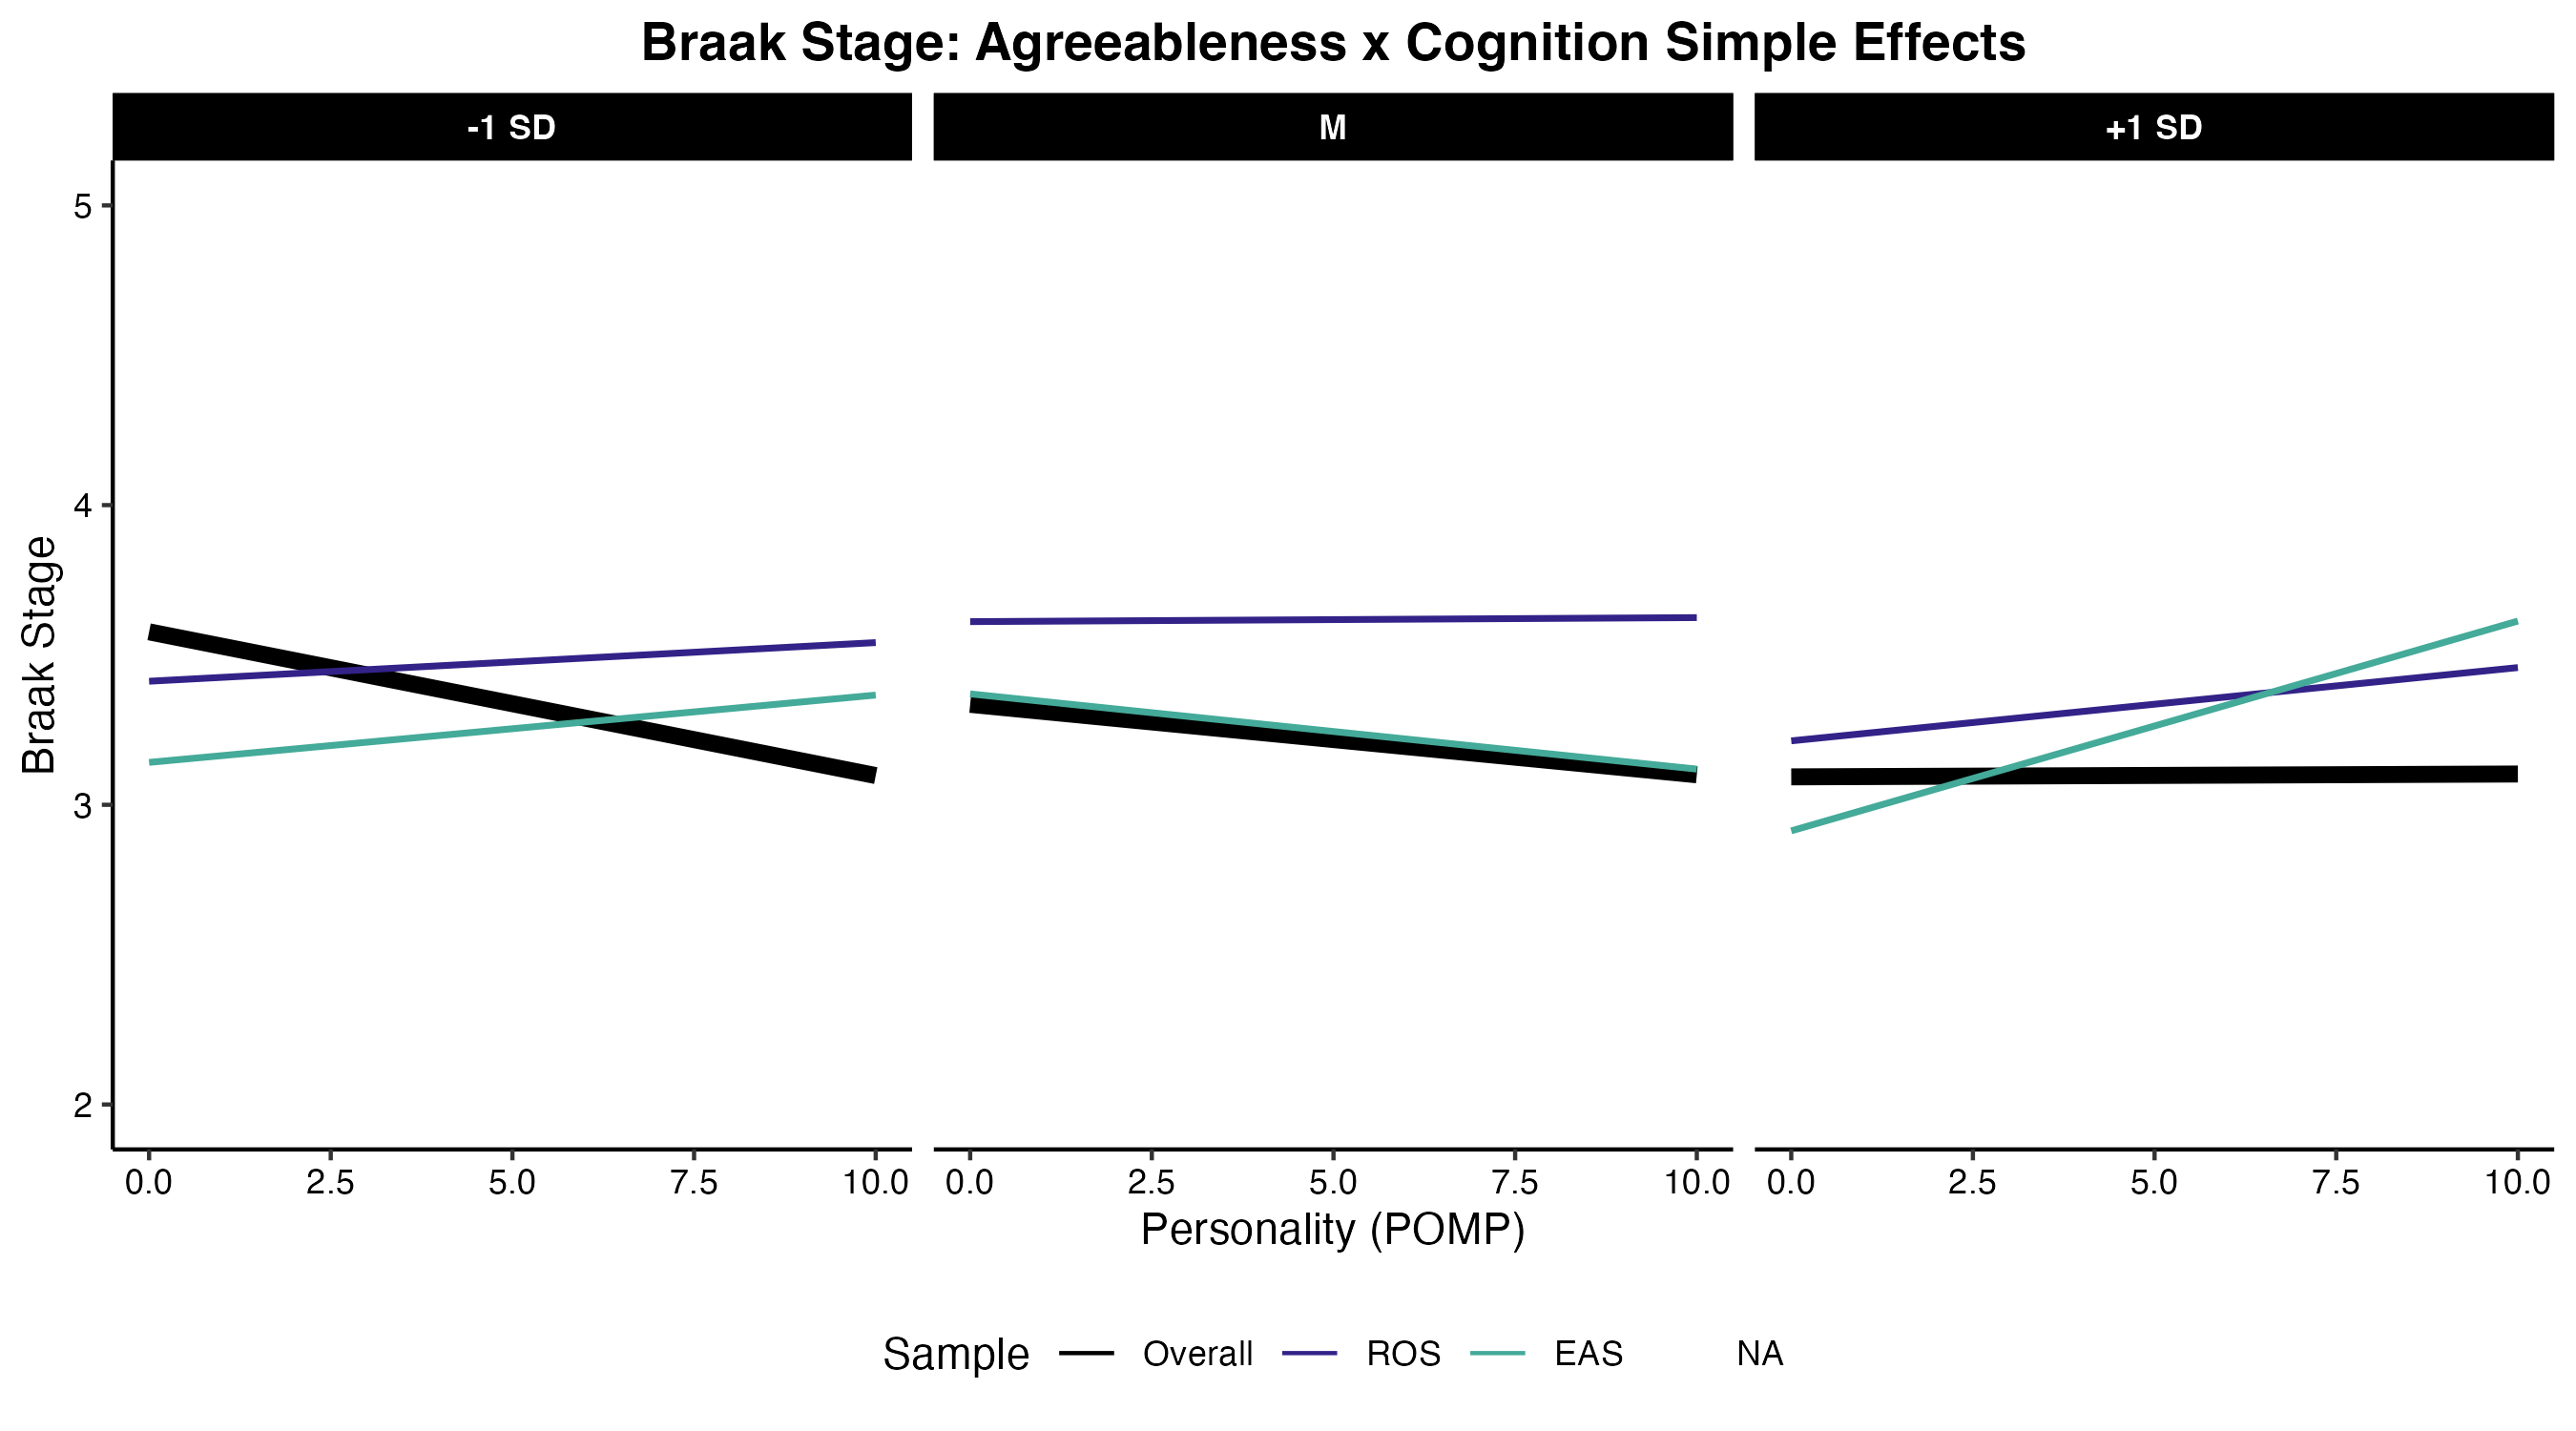 Braak Stage: Agreeableness x Cognition Simple Effects
-1 SD
M
+1 SD
Braak Stage
5
4
3
2
0.0 2.5 5.0 7.5 10.0
0.0 2.5 5.0 7.5 10.0
0.0 2.5 5.0 7.5 10.0
Personality (POMP)
Sample Overall ROS EAS NA